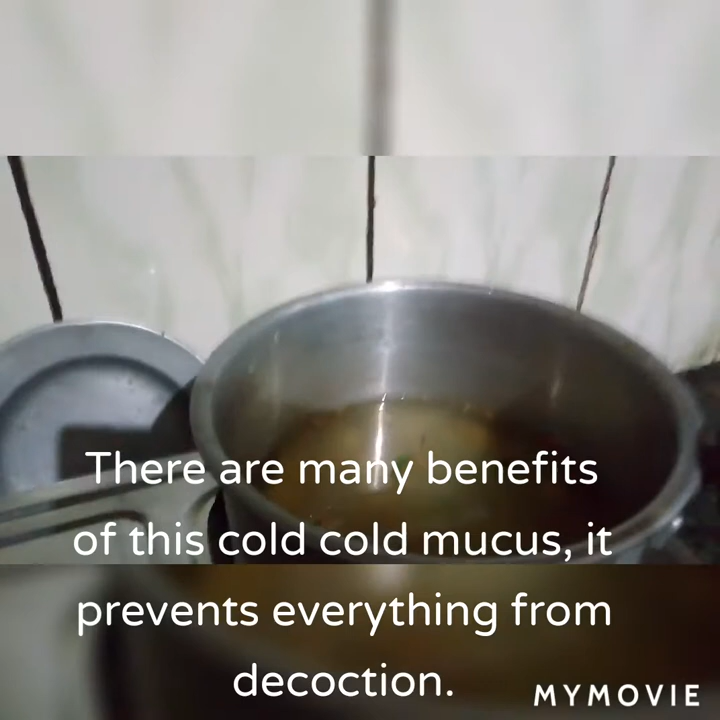 There are many benefits
of this cold cold mucus, it
prevents everything from
decoction.
MYMOVIE